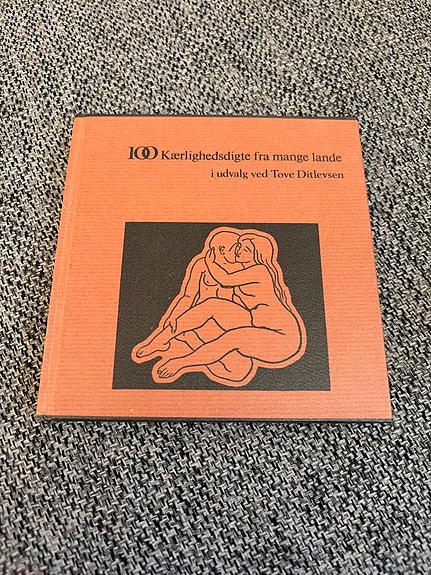 100 Kærlighedsdigte fra mange lande
i udvalg ved Tove Ditlevsen